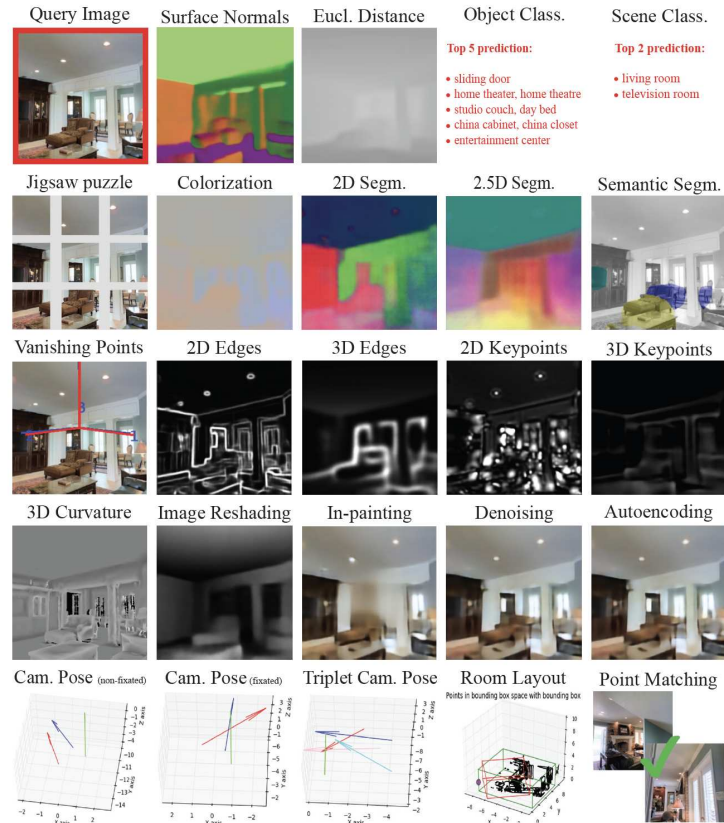 Query Image
Surface Normals
Eucl. Distance
Object Class.
Scene Class.
Top 5 prediction:
• sliding door
• home theater, home theatre
• studio couch, day bed
• china cabinet, china closet
• entertainment center
Top 2 prediction:
• living room
• television room
Jigsaw puzzle
Colorization
2D Segm.
2.5D Segm.
Semantic Segm.
Vanishing Points
2D Edges
3D Edges
2D Keypoints
3D Keypoints
3D Curvature
Image Reshading
In-painting
Denoising
Autoencoding
Cam. Pose (non-fixated)
Cam. Pose (fixated)
Triplet Cam. Pose
Room Layout
Point Matching
Points in bounding box space with bounding box